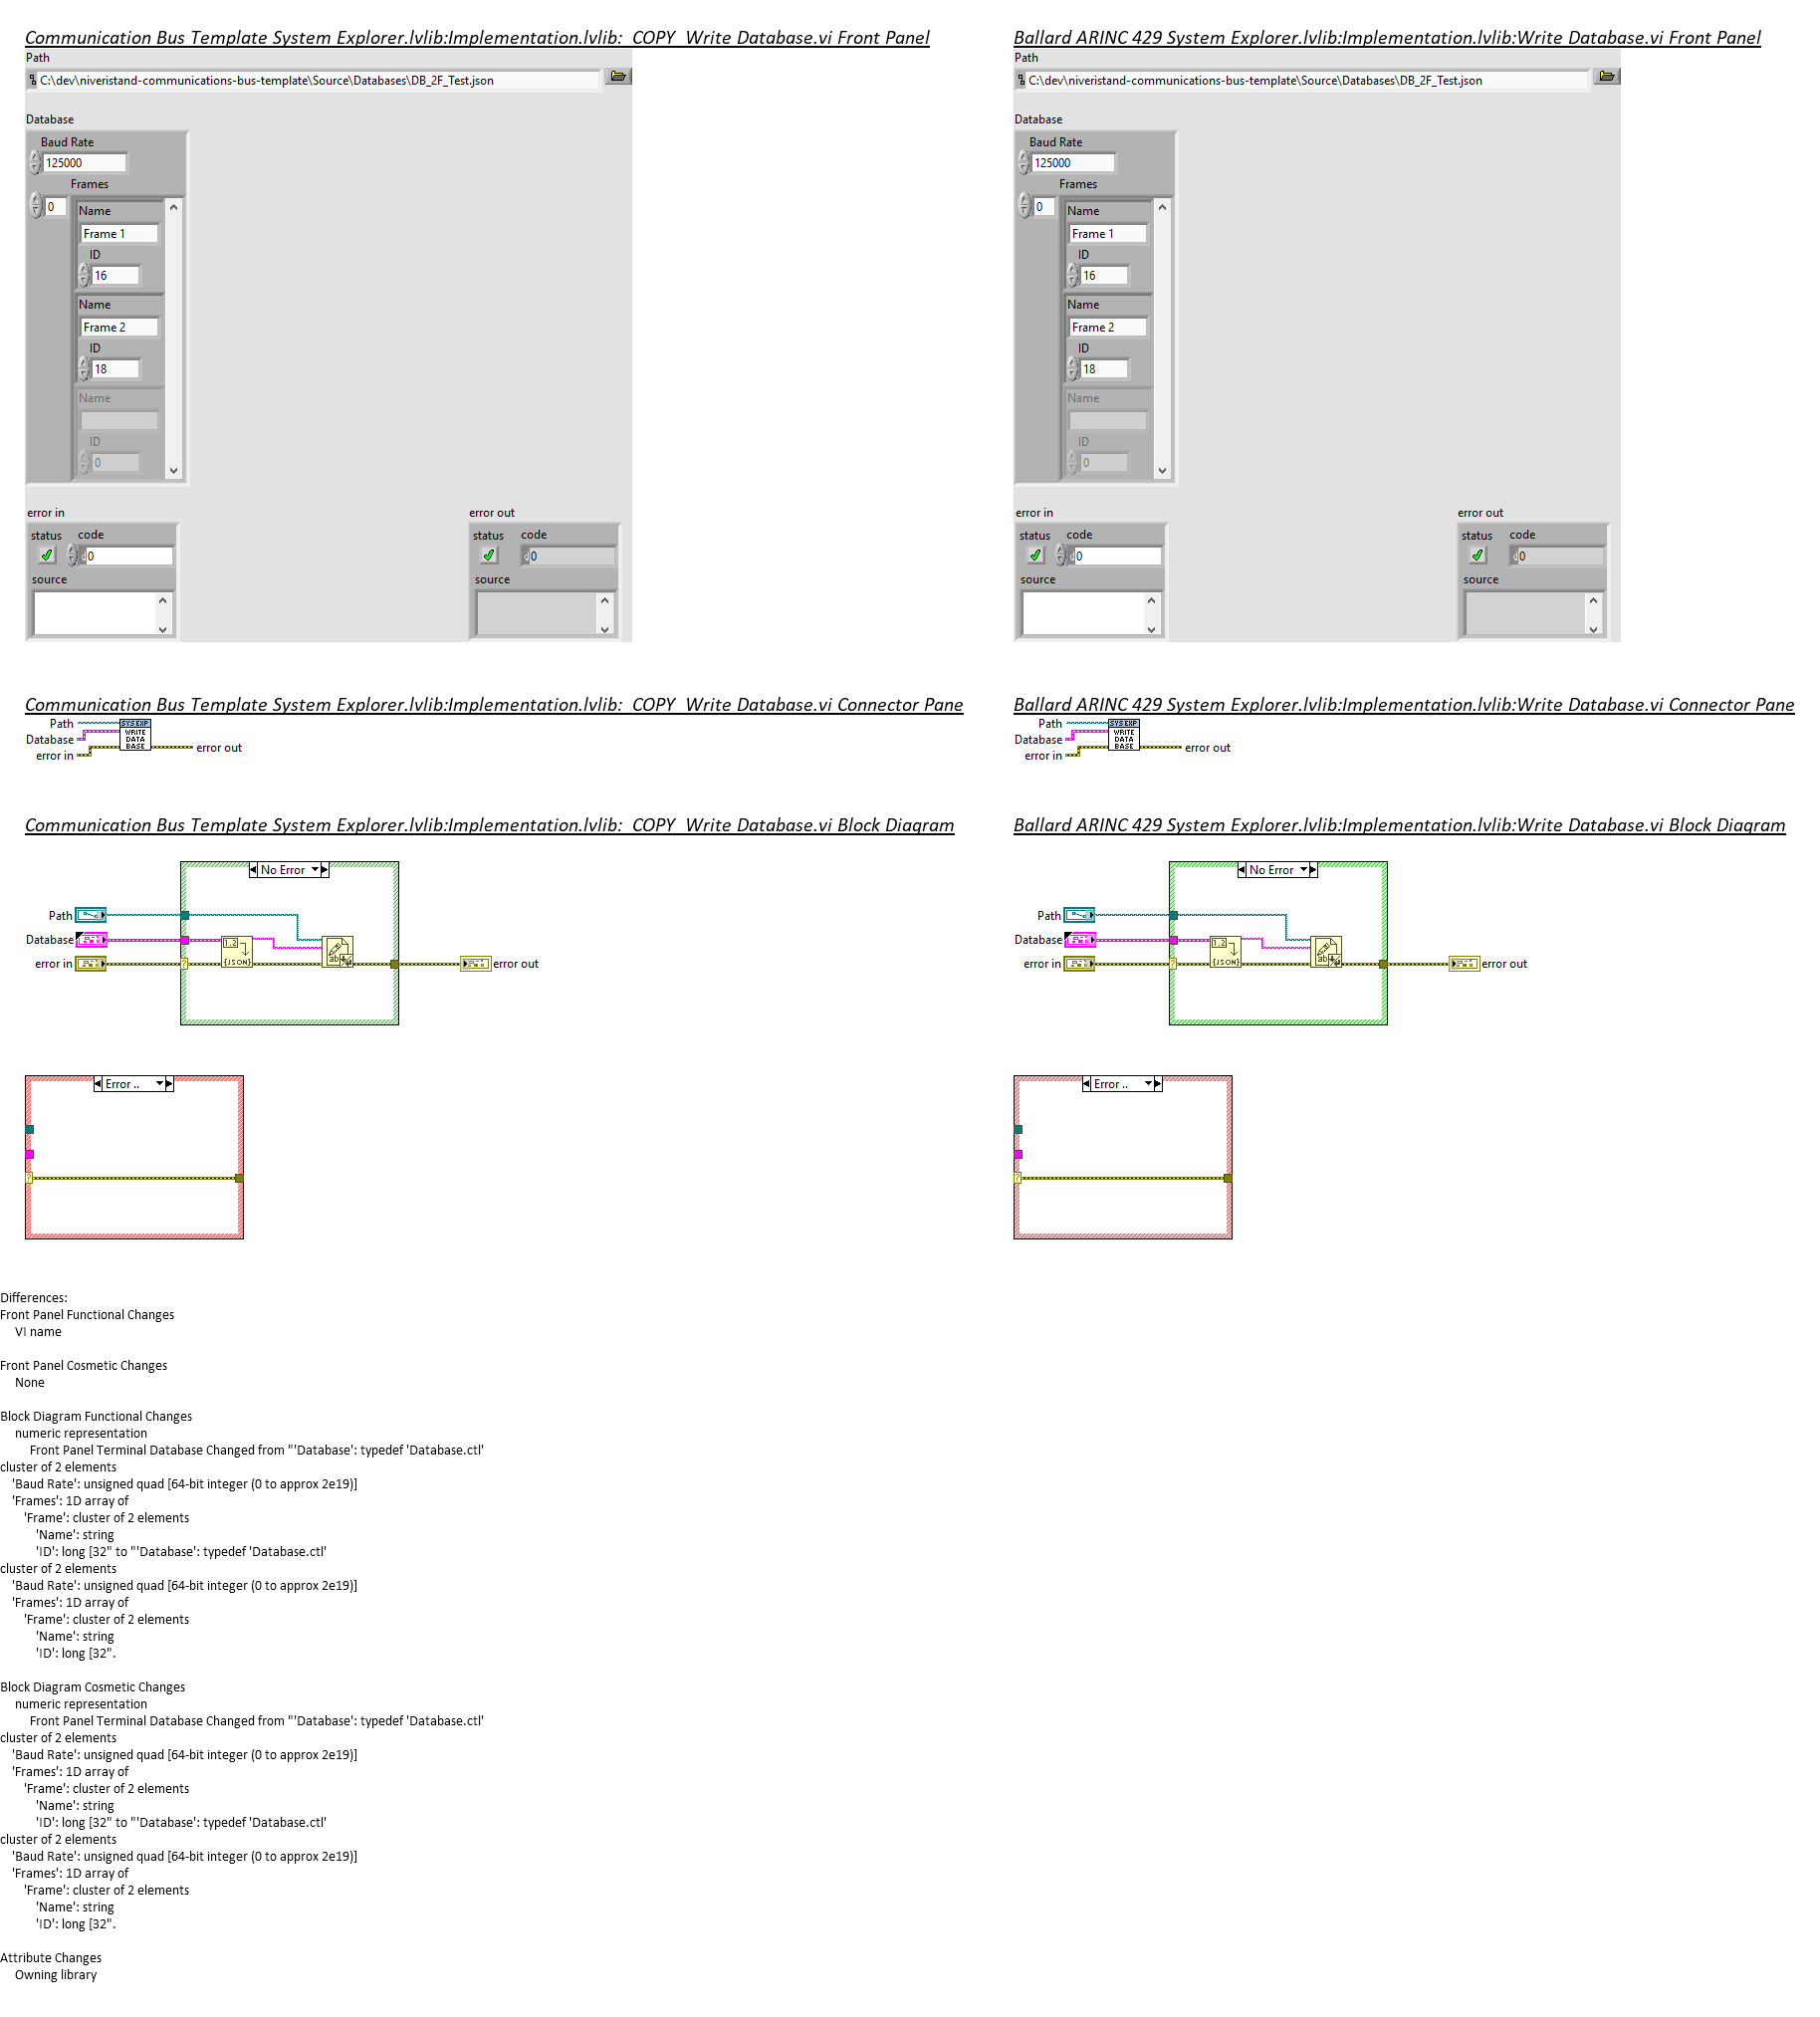 Communication Bus Template System Explorer.lvlib:Implementation.lvlib:  COPY  Write Database.vi Front Panel
Path
C:\dev\niveristand-communications-bus-template\Source\Databases\DB_2F_Test.json
Database
Baud Rate
125000
Frames
0
Name
Frame 1
ID
16
Name
Frame 2
ID
18
Name
ID
0
error in
status code
0
source
error out
status code
0
source
Ballard ARINC 429 System Explorer.lvlib:Implementation.lvlib:Write Database.vi Front Panel
Path
C:\dev\niveristand-communications-bus-template\Source\Databases\DB_2F_Test.json
Database
Baud Rate
125000
Frames
0
Name
Frame 1
ID
16
Name
Frame 2
ID
18
Name
ID
0
error in
status code
0
source
error out
status code
0
source
Communication Bus Template System Explorer.lvlib:Implementation.lvlib:  COPY  Write Database.vi Connector Pane
Path
Database
error in
SYS EXP
WRITE
DATA
BASE
error out
Ballard ARINC 429 System Explorer.lvlib:Implementation.lvlib:Write Database.vi Connector Pane
Path
Database
error in
SYS EXP
WRITE
DATA
BASE
error out
Communication Bus Template System Explorer.lvlib:Implementation.lvlib:  COPY  Write Database.vi Block Diagram
No Error
Path
Database
error in
?
1.2
{JSON}
ab
error out
Error ..
?
Ballard ARINC 429 System Explorer.lvlib:Implementation.lvlib:Write Database.vi Block Diagram
No Error
Path
Database
error in
?
1.2
{JSON}
ab
error out
Error ..
?
Differences:
Front Panel Functional Changes
VI name
Front Panel Cosmetic Changes
None
Block Diagram Functional Changes
numeric representation
Front Panel Terminal Database Changed from "'Database': typedef 'Database.ctl'
cluster of 2 elements
'Baud Rate': unsigned quad [64-bit integer (0 to approx 2e19)]
'Frames': 1D array of
'Frame': cluster of 2 elements
'Name': string
'ID': long [32" to "'Database': typedef 'Database.ctl'
cluster of 2 elements
'Baud Rate': unsigned quad [64-bit integer (0 to approx 2e19)]
'Frames': 1D array of
'Frame': cluster of 2 elements
'Name': string
'ID': long [32".
Block Diagram Cosmetic Changes
numeric representation
Front Panel Terminal Database Changed from "'Database': typedef 'Database.ctl'
cluster of 2 elements
'Baud Rate': unsigned quad [64-bit integer (0 to approx 2e19)]
'Frames': 1D array of
'Frame': cluster of 2 elements
'Name': string
'ID': long [32" to "'Database': typedef 'Database.ctl'
cluster of 2 elements
'Baud Rate': unsigned quad [64-bit integer (0 to approx 2e19)]
'Frames': 1D array of
'Frame': cluster of 2 elements
'Name': string
'ID': long [32".
Attribute Changes
Owning library